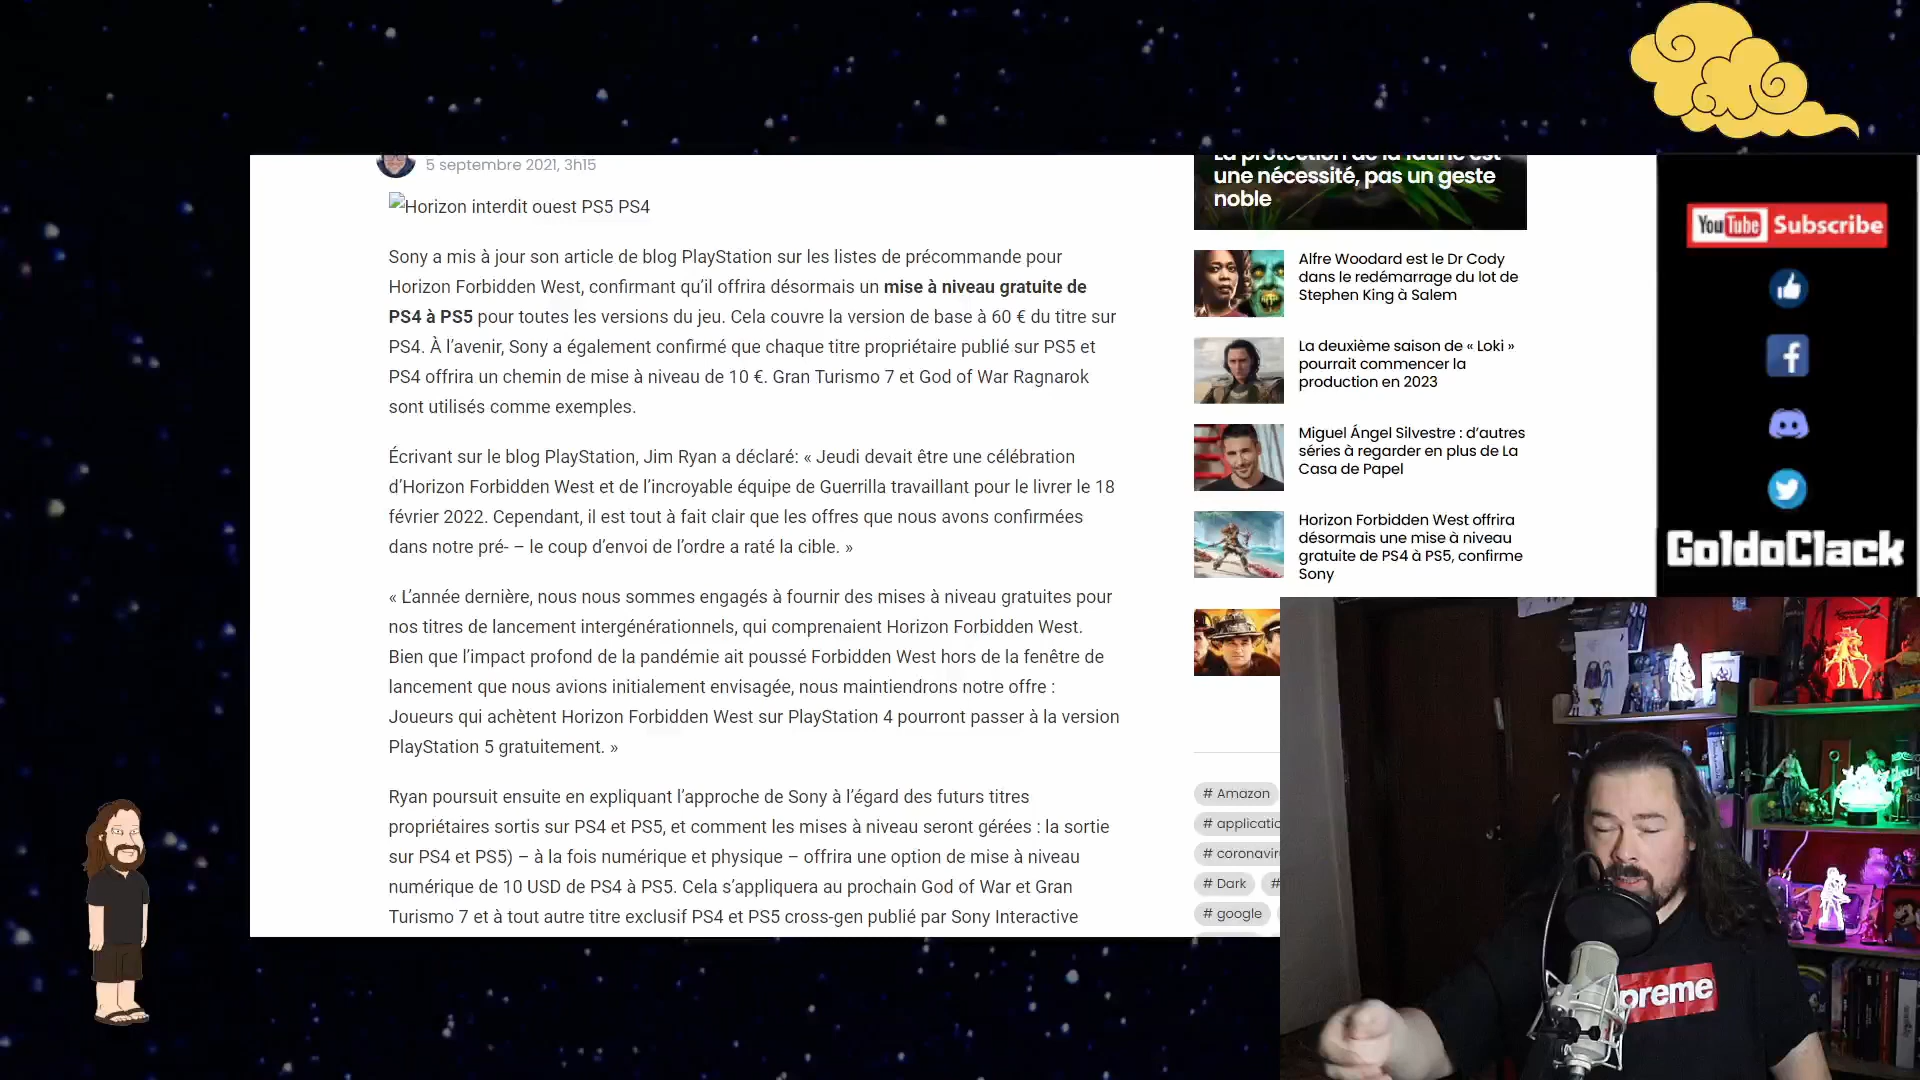 5 septembre 2021, 3h15
Horizon interdit ouest PS5 PS4
Sony a mis à jour son article de blog PlayStation sur les listes de précommande pour
Horizon Forbidden West, confirmant qu’il offrira désormais un mise à niveau gratuite de
PS4 à PS5 pour toutes les versions du jeu. Cela couvre la version de base à 60 € du titre sur
PS4. À l’avenir, Sony a également confirmé que chaque titre propriétaire publié sur PS5 et
PS4 offrira un chemin de mise à niveau de 10 €. Gran Turismo 7 et God of War Ragnarok
sont utilisés comme exemples.
Écrivant sur le blog PlayStation, Jim Ryan a déclaré: « Jeudi devait être une célébration
d’Horizon Forbidden West et de l’incroyable équipe de Guerrilla travaillant pour le livrer le 18
février 2022. Cependant, il est tout à fait clair que les offres que nous avons confirmées
dans notre pré- – le coup d’envoi de l’ordre a raté la cible. »
« L’année dernière, nous nous sommes engagés à fournir des mises à niveau gratuites pour
nos titres de lancement intergénérationnels, qui comprenaient Horizon Forbidden West.
Bien que l’impact profond de la pandémie ait poussé Forbidden West hors de la fenêtre de
lancement que nous avions initialement envisagée, nous maintiendrons notre offre :
Joueurs qui achètent Horizon Forbidden West sur PlayStation 4 pourront passer à la version
PlayStation 5 gratuitement. »
Ryan poursuit ensuite en expliquant l’approche de Sony à l’égard des futurs titres
propriétaires sortis sur PS4 et PS5, et comment les mises à niveau seront gérées : la sortie
sur PS4 et PS5) – à la fois numérique et physique – offrira une option de mise à niveau
numérique de 10 USD de PS4 à PS5. Cela s’appliquera au prochain God of War et Gran
Turismo 7 et à tout autre titre exclusif PS4 et PS5 cross-gen publié par Sony Interactive
La protection de la faune est
une nécessité, pas un geste
noble
Alfre Woodard est le Dr Cody
dans le redémarrage du lot de
Stephen King à Salem
La deuxième saison de « Loki »
pourrait commencer la
production en 2023
Miguel Ángel Silvestre : d’autres
séries à regarder en plus de La
Casa de Papel
Horizon Forbidden West offrira
désormais une mise à niveau
gratuite de PS4 à PS5, confirme
Sony
# Amazon
# applicatio
# coronavir
# Dark #
# google
YouTube Subscribe
GoldoClack
preme